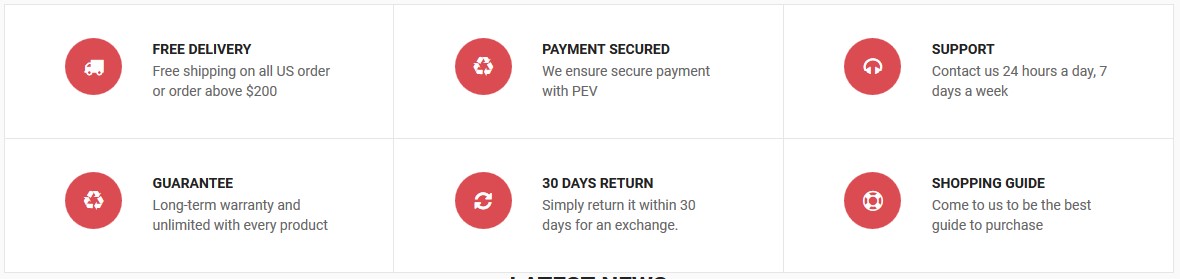 FREE DELIVERY
Free shipping on all US order
or order above $200
PAYMENT SECURED
We ensure secure payment
with PEV
SUPPORT
Contact us 24 hours a day, 7
days a week
GUARANTEE
Long-term warranty and
unlimited with every product
30 DAYS RETURN
Simply return it within 30
days for an exchange.
SHOPPING GUIDE
Come to us to be the best
guide to purchase
LATEST NEWS